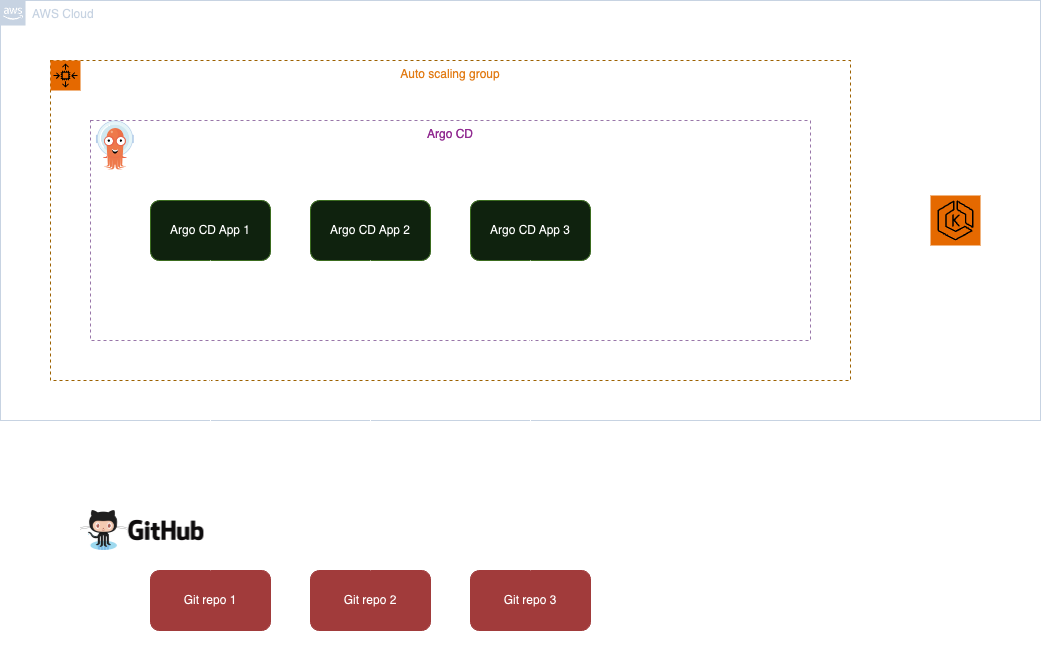 aws
AWS Cloud
Auto scaling group
Argo CD
Argo CD App 1
Argo CD App 2
Argo CD App 3
K
GitHub
Git repo 1
Git repo 2
Git repo 3